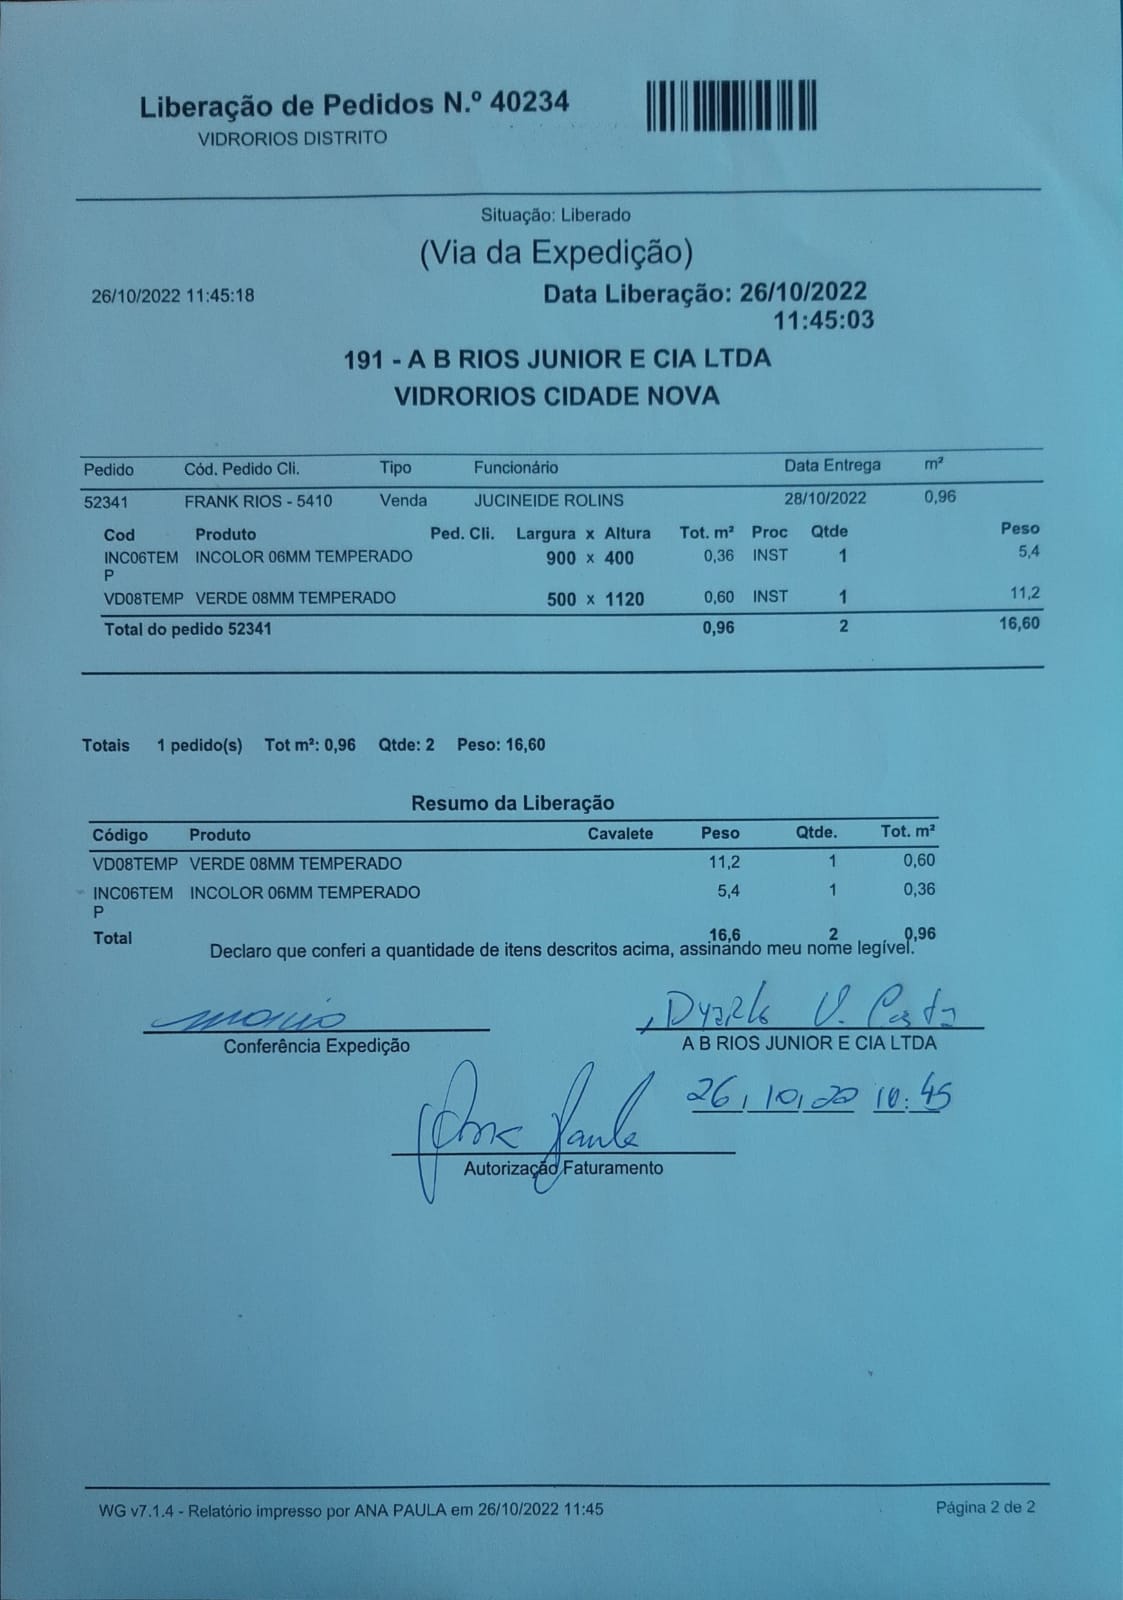 Liberação de Pedidos N.º 40234
VIDRORIOS DISTRITO
Situação: Liberado
(Via da Expedição)
26/10/2022 11:45:18 Data Liberação: 26/10/2022
11:45:03
191 - A B RIOS JUNIOR E CIA LTDA
VIDRORIOS CIDADE NOVA
Pedido Cód. Pedido Cli. Tipo Funcionário Data Entrega m²
52341 FRANK RIOS - 5410 Venda JUCINEIDE ROLINS 28/10/2022 0,96
Cod Produto Ped. Cli. Largura x Altura Tot. m² Proc Qtde Peso
INC06TEM INCOLOR 06MM TEMPERADO 900 x 400 0,36 INST 1 5,4
P
VD08TEMP VERDE 08MM TEMPERADO 500 x 1120 0,60 INST 1 11,2
Total do pedido 52341 0,96 2 16,60
Totais 1 pedido(s) Tot m²: 0,96 Qtde: 2 Peso: 16,60
Resumo da Liberação
Código Produto Cavalete Peso Qtde. Tot. m²
VD08TEMP VERDE 08MM TEMPERADO 11,2 1 0,60
INC06TEM INCOLOR 06MM TEMPERADO 5,4 1 0,36
P
Total 16,6 2 0,96
Declaro que conferi a quantidade de itens descritos acima, assinando meu nome legível.
V. Costa
Conferência Expedição A B RIOS JUNIOR E CIA LTDA
26, 10, 22 10:45
Ana Paula
Autorização Faturamento
WG v7.1.4 - Relatório impresso por ANA PAULA em 26/10/2022 11:45 Página 2 de 2